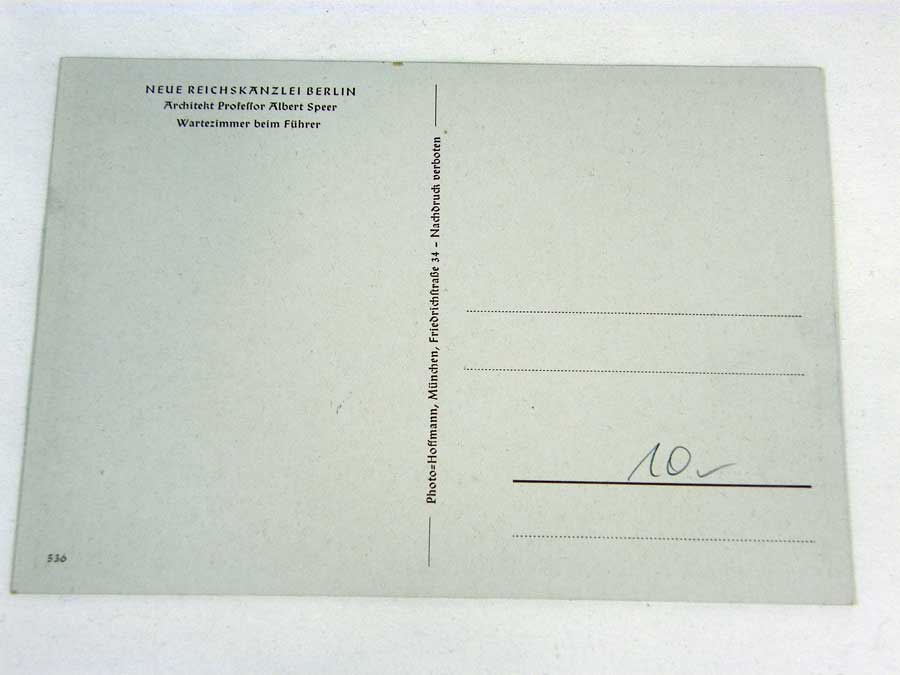 NEUE REICHSKANZLEI BERLIN
Architekt Profeſſor Albert Speer
Wartezimmer beim Führer
Photo=Hoffmann, München, Friedrichſtraße 34 - Nachdruck verboten
10.-
536